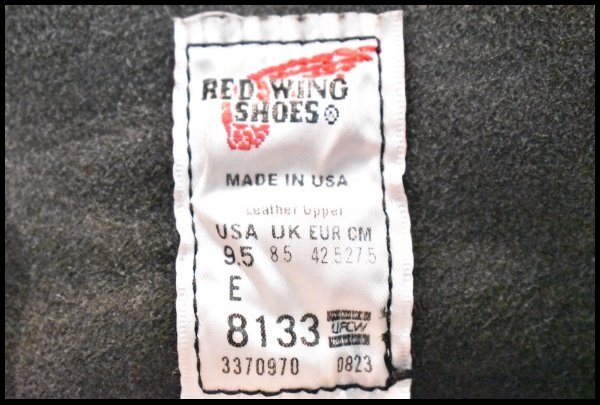 RED WING
SHOES®
MADE IN USA
Leather Upper
USA UK EUR CM
9.5 8.5 42.5 27.5
E
8133 UFCW
3370970 0823